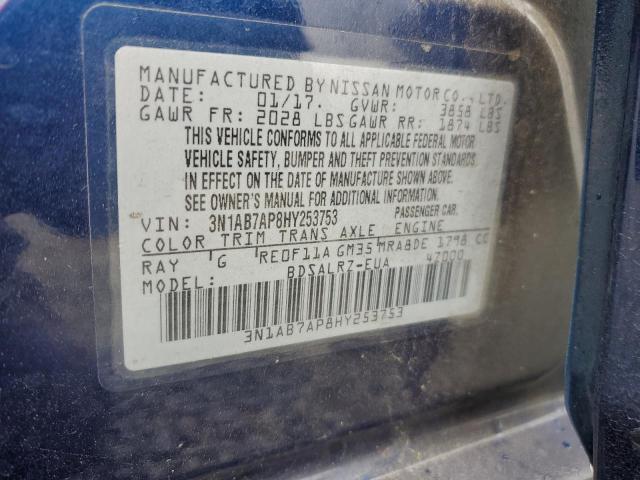 MANUFACTURED BY NISSAN MOTOR CO., LTD.
DATE: 01/17. GVWR: 3858 LBS
GAWR FR: 2028 LBS GAWR RR: 1874 LBS
THIS VEHICLE CONFORMS TO ALL APPLICABLE FEDERAL MOTOR
VEHICLE SAFETY, BUMPER AND THEFT PREVENTION STANDARDS
IN EFFECT ON THE DATE OF MANUFACTURE SHOWN ABOVE.
SEE OWNER'S MANUAL FOR ADDITIONAL INFORMATION.
VIN: 3N1AB7AP8HY253753 PASSENGER CAR.
COLOR TRIM TRANS AXLE ENGINE
RAY G RE0F11A GM35 MRA8DE 1798 CC
MODEL: BDSALRZ-EUA 4Z000
3N1AB7AP8HY253753